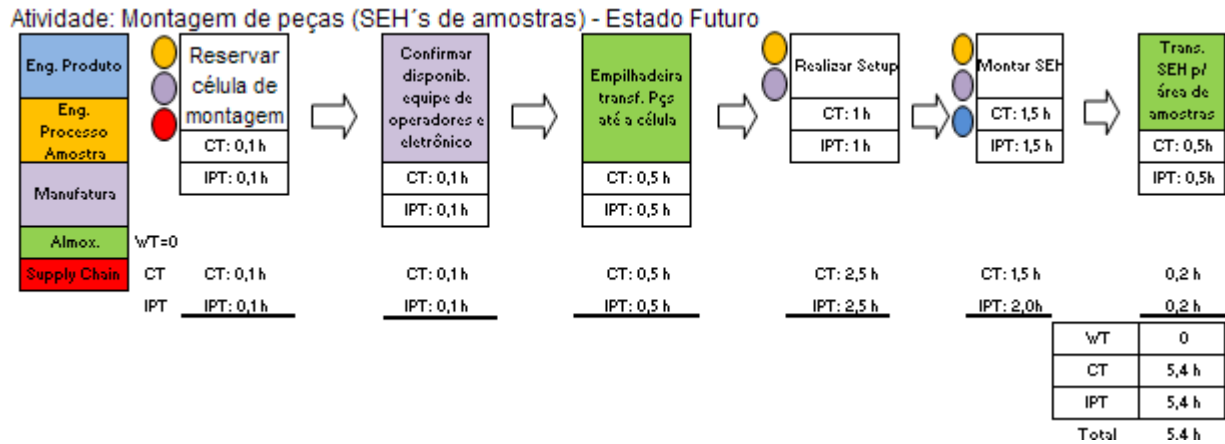 Atividade: Montagem de peças (SEH´s de amostras) - Estado Futuro
Eng. Produto
Eng.
Processo
Amostra
Manufatura
Almox.
Supply Chain
Reservar
célula de
montagem
CT: 0,1 h
IPT: 0,1 h
Confirmar
disponib.
equipe de
operadores e
eletrônico
CT: 0,1 h
IPT: 0,1 h
Empilhadeira
transf. Pçs
até a célula
CT: 0,5 h
IPT: 0,5 h
Realizar Setup
CT: 1 h
IPT: 1 h
Montar SEH
CT: 1,5 h
IPT: 1,5 h
Trans.
SEH p/
área de
amostras
CT: 0,5h
IPT: 0,5h
WT=0
CT CT: 0,1 h CT: 0,1 h CT: 0,5 h CT: 2,5 h CT: 1,5 h 0,2 h
IPT IPT: 0,1 h IPT: 0,1 h IPT: 0,5 h IPT: 2,5 h IPT: 2,0h 0,2 h
WT 0
CT 5,4 h
IPT 5,4 h
Total 5,4 h